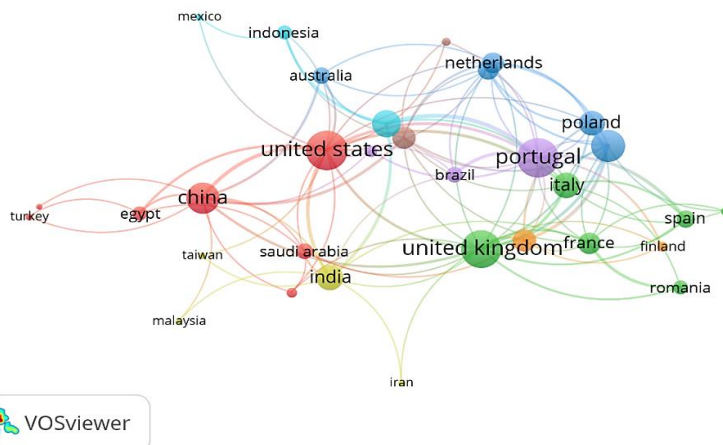 mexico
indonesia
australia
netherlands
poland
united states
portugal
brazil
italy
china
turkey
egypt
spain
united kingdom
france
finland
taiwan
saudi arabia
india
romania
malaysia
iran
VOSviewer